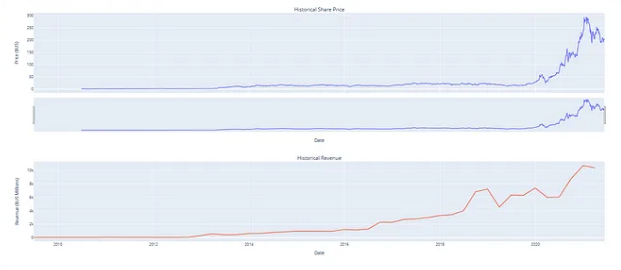 Historical Share Price
300
250
200
150
100
50
0
Price ($US)
Date
Historical Revenue
10k
8k
6k
4k
2k
0
Revenue ($US Millions)
2010 2012 2014 2016 2018 2020
Date